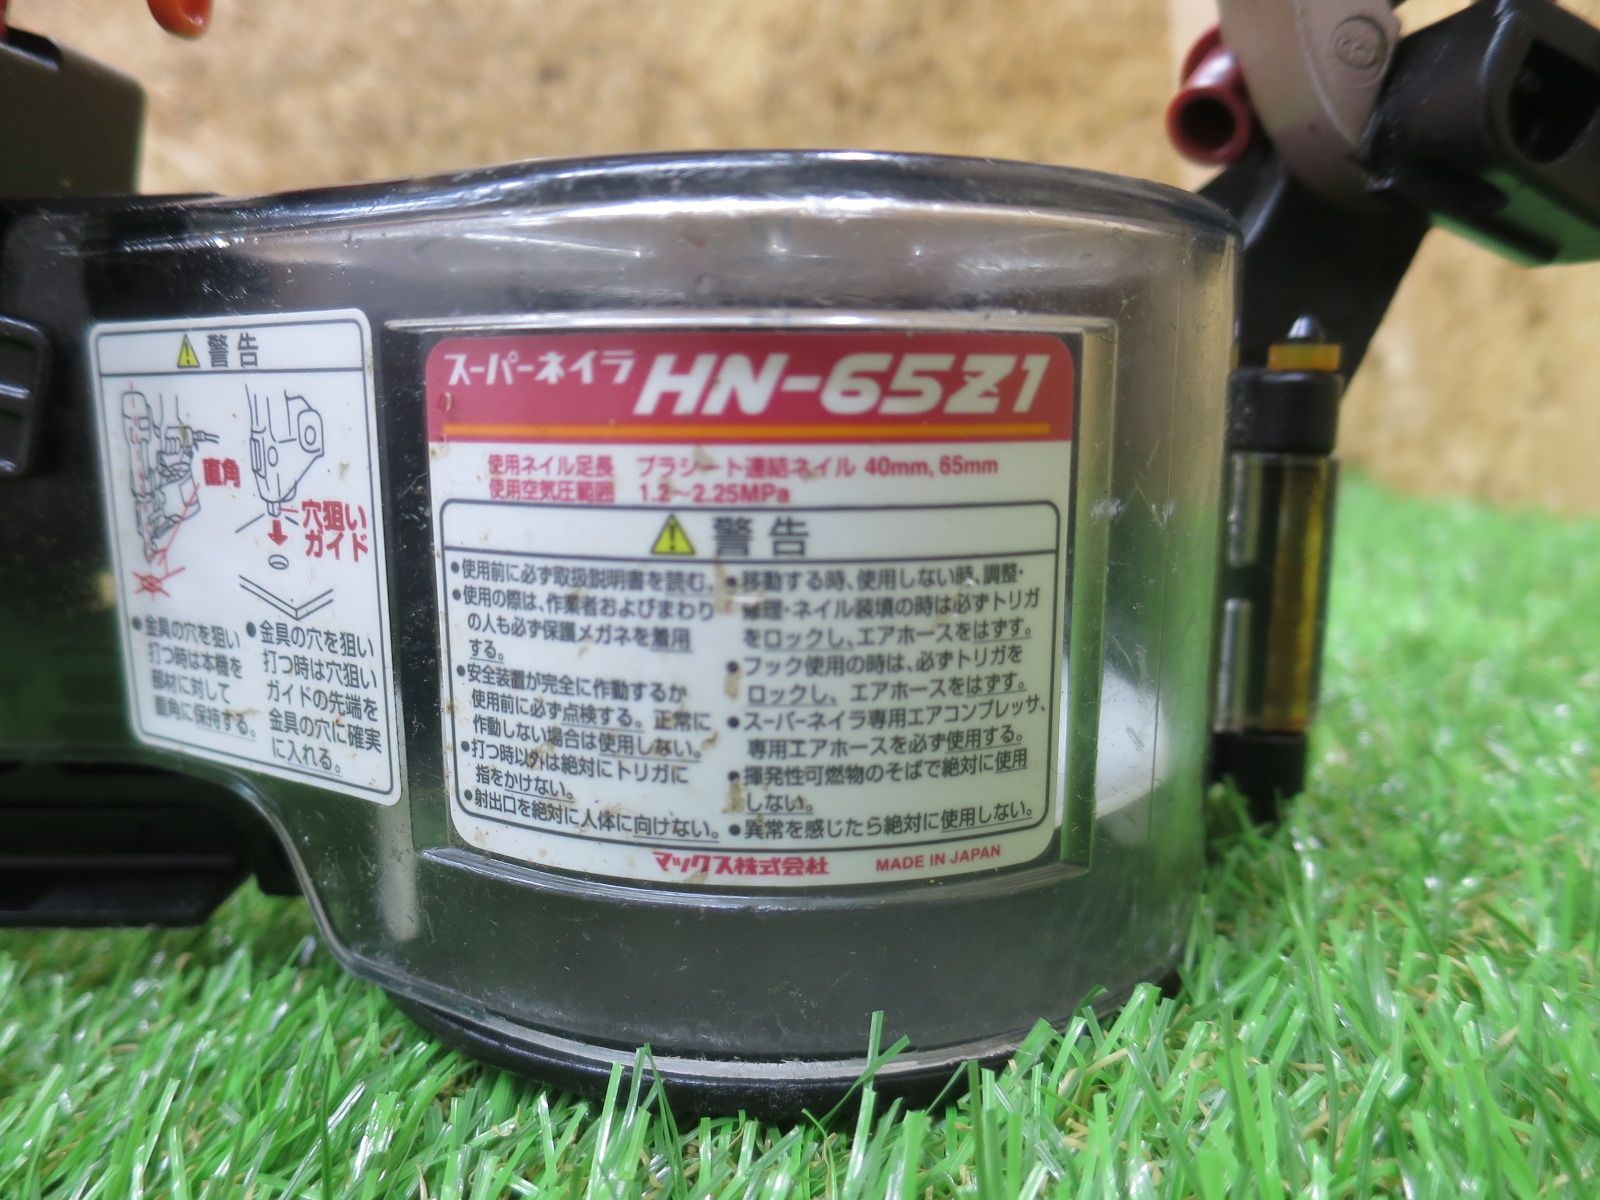 警告
直角
穴狙い
ガイド
●金具の穴を狙い
打つ時は本機を
部材に対して
直角に保持する。
●金具の穴を狙い
打つ時は穴狙い
ガイドの先端を
金具の穴に確実
に入れる。
スーパーネイラ HN-65Z1
使用ネイル足長 プラシート連結ネイル 40mm, 65mm
使用空気圧範囲 1.2～2.25MPa
警告
●使用前に必ず取扱説明書を読む。
●使用の際は、作業者およびまわり
の人も必ず保護メガネを着用
する。
●安全装置が完全に作動するか
使用前に必ず点検する。正常に
作動しない場合は使用しない。
●打つ時以外は絶対にトリガに
指をかけない。
●射出口を絶対に人体に向けない。
●移動する時、使用しない時、調整・
修理・ネイル装填の時は必ずトリガ
をロックし、エアホースをはずす。
●フック使用の時は、必ずトリガを
ロックし、エアホースをはずす。
●スーパーネイラ専用エアコンプレッサ、
専用エアホースを必ず使用する。
●揮発性可燃物のそばで絶対に使用
しない。
●異常を感じたら絶対に使用しない。
マックス株式会社 MADE IN JAPAN